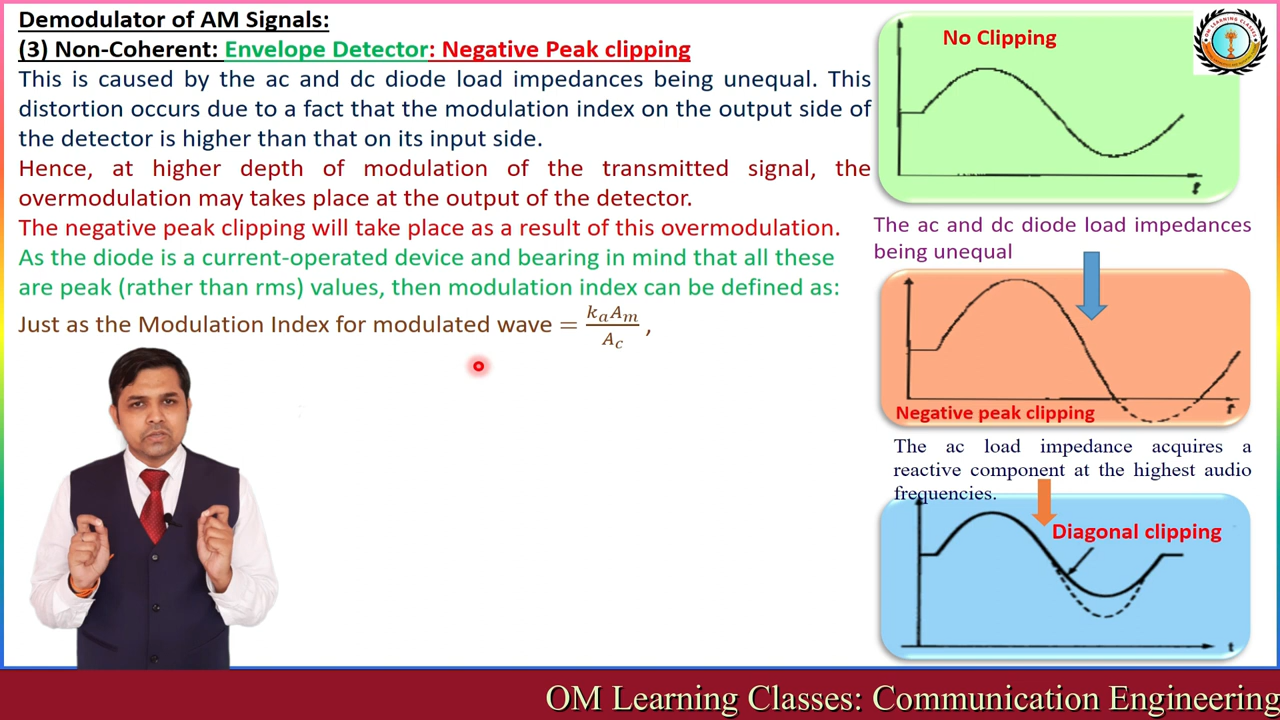 Demodulator of AM Signals:
(3) Non-Coherent: Envelope Detector: Negative Peak clipping
This is caused by the ac and dc diode load impedances being unequal. This
distortion occurs due to a fact that the modulation index on the output side of
the detector is higher than that on its input side.
Hence, at higher depth of modulation of the transmitted signal, the
overmodulation may takes place at the output of the detector.
The negative peak clipping will take place as a result of this overmodulation.
As the diode is a current-operated device and bearing in mind that all these
are peak (rather than rms) values, then modulation index can be defined as:
Just as the Modulation Index for modulated wave = kₐAₘ/A_c ,
No Clipping
t
The ac and dc diode load impedances
being unequal
Negative peak clipping
t
The ac load impedance acquires a
reactive component at the highest audio
frequencies.
Diagonal clipping
t
OM Learning Classes: Communication Engineering